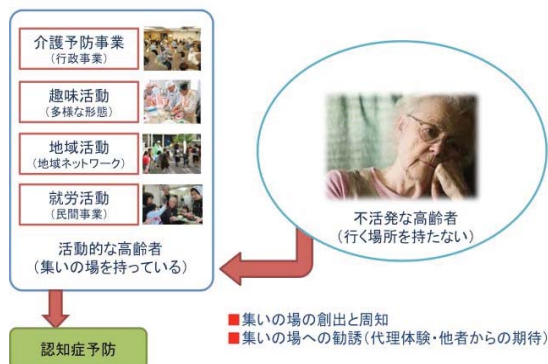 介護予防事業
(行政事業)
趣味活動
(多様な形態)
地域活動
(地域ネットワーク)
就労活動
(民間事業)
活動的な高齢者
(集いの場を持っている)
不活発な高齢者
(行く場所を持たない)
■集いの場の創出と周知
■集いの場への勧誘(代理体験・他者からの期待)
認知症予防